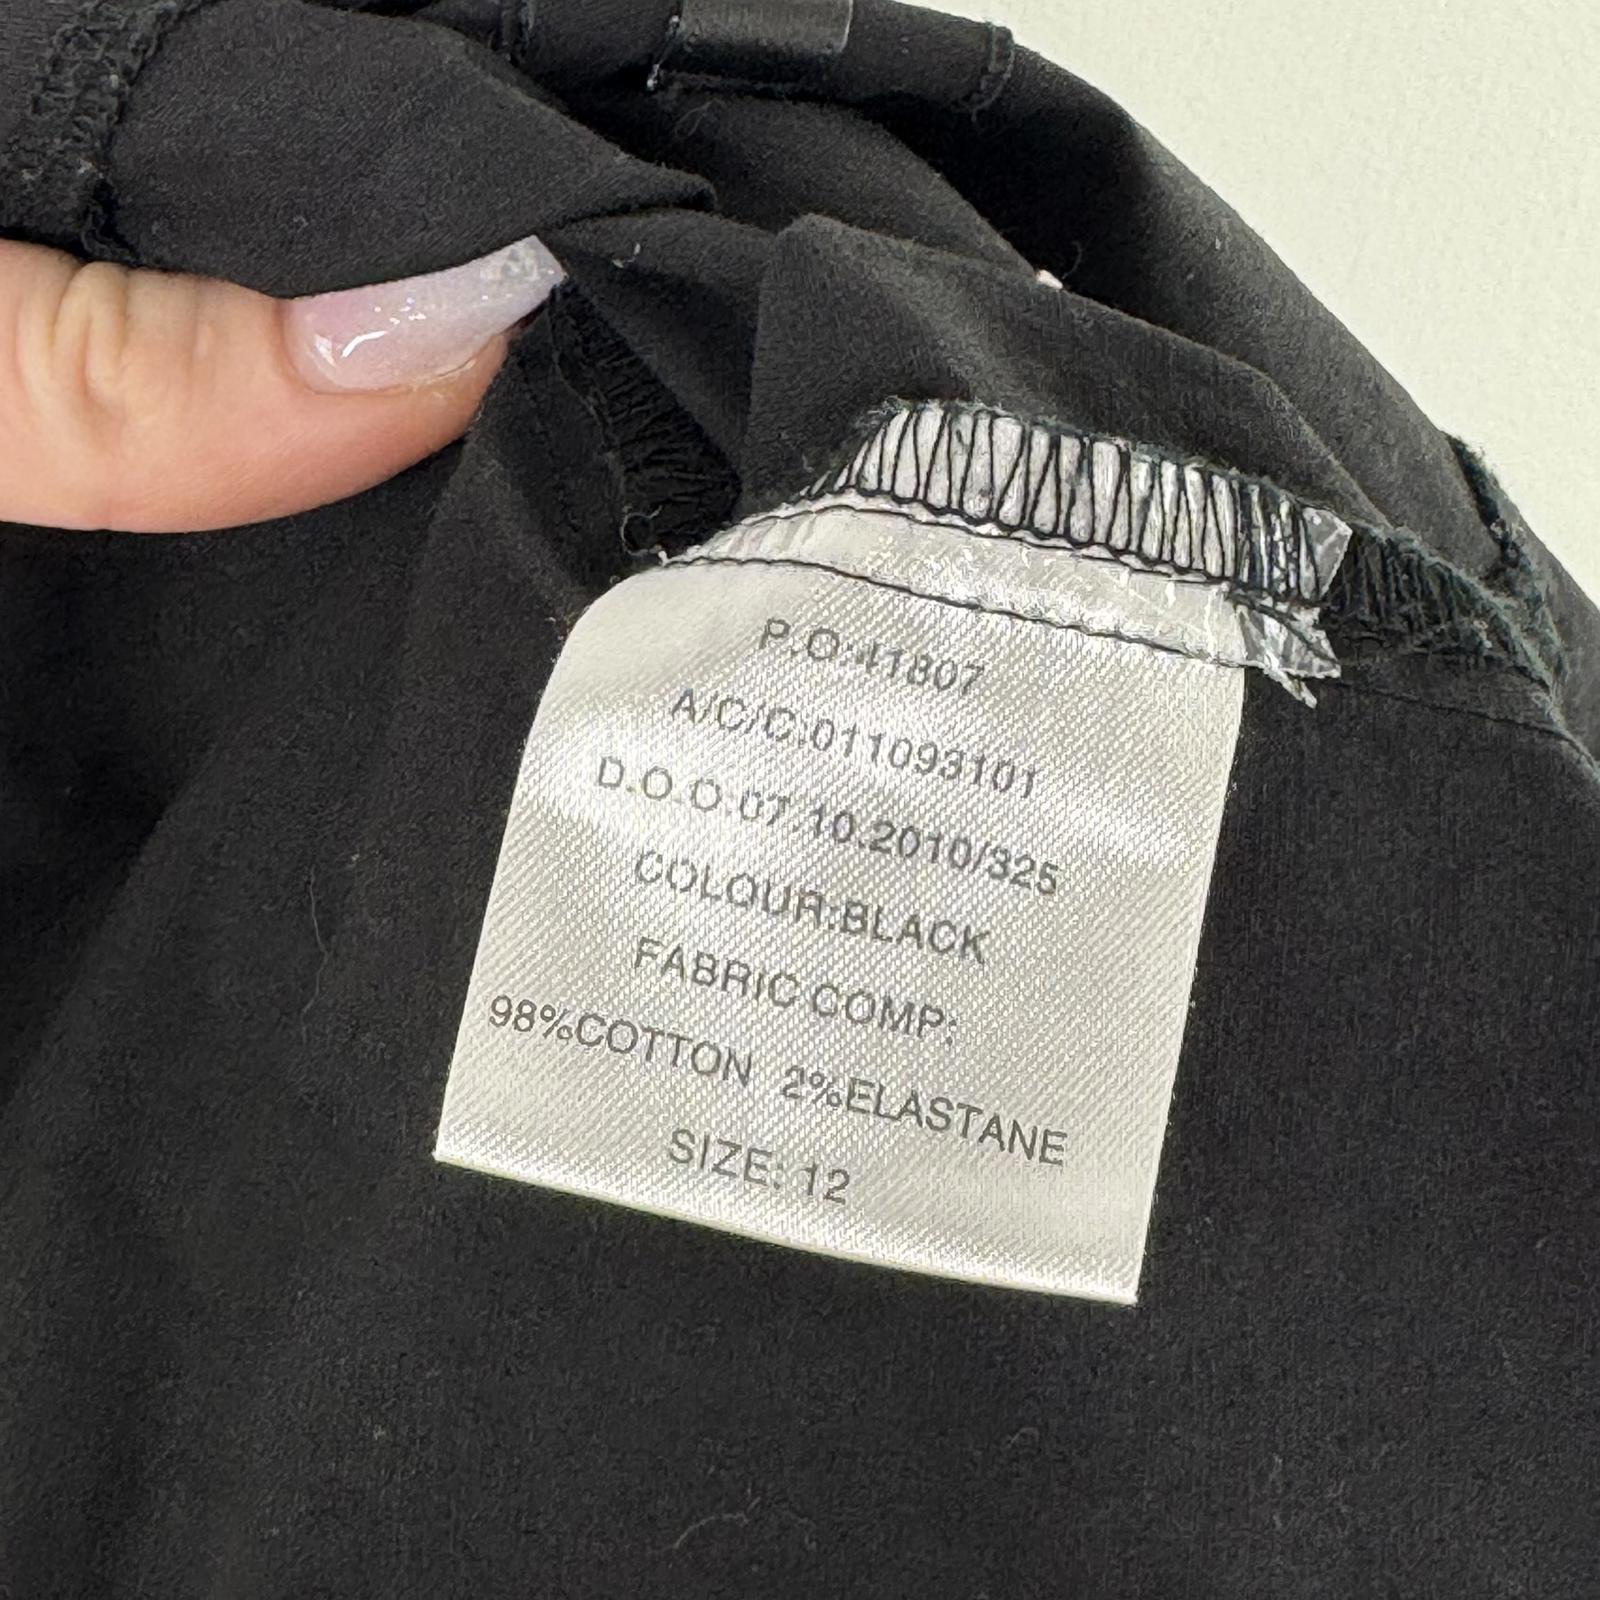 P.O:41807
A/C/C:011093101
D.O.O:07.10.2010/325
COLOUR:BLACK
FABRIC COMP:
98%COTTON 2%ELASTANE
SIZE: 12